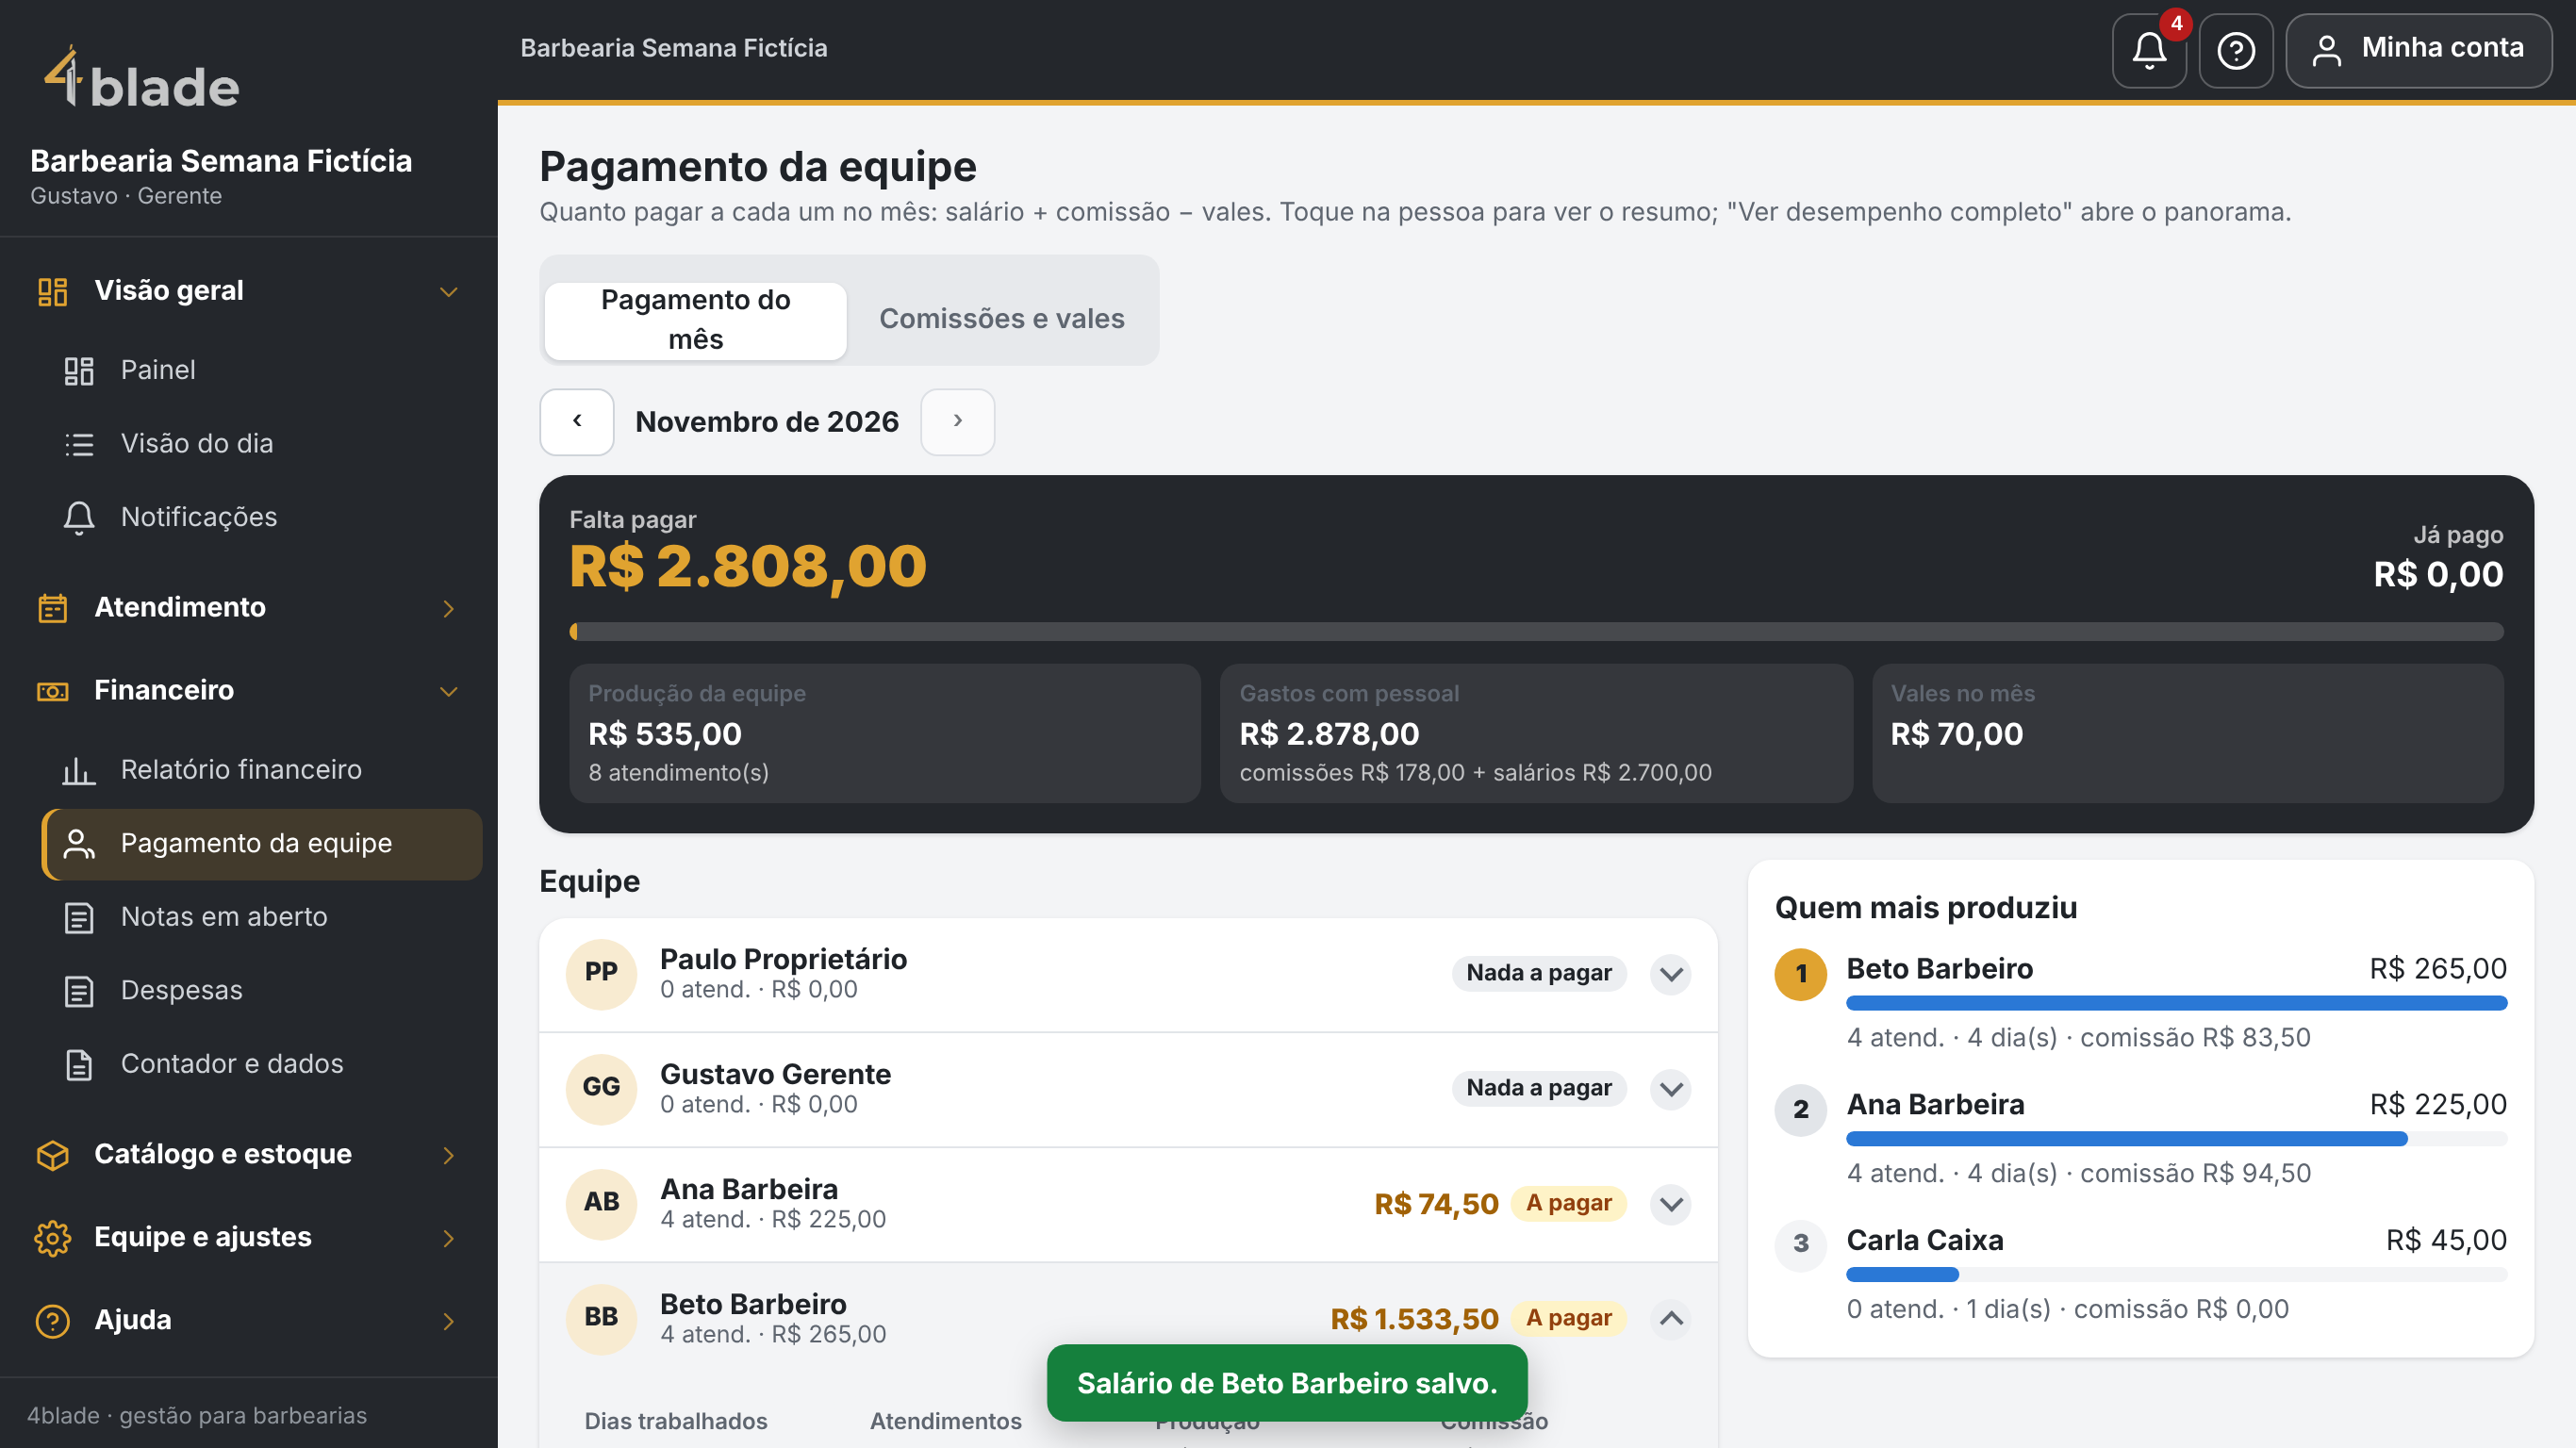 4blade
Barbearia Semana Fictícia
Gustavo · Gerente
Visão geral
Painel
Visão do dia
Notificações
Atendimento
Financeiro
Relatório financeiro
Pagamento da equipe
Notas em aberto
Despesas
Contador e dados
Catálogo e estoque
Equipe e ajustes
Ajuda
4blade · gestão para barbearias
Barbearia Semana Fictícia
4
Minha conta
Pagamento da equipe
Quanto pagar a cada um no mês: salário + comissão − vales. Toque na pessoa para ver o resumo; "Ver desempenho completo" abre o panorama.
Pagamento do
mês
Comissões e vales
‹ Novembro de 2026 ›
Falta pagar
R$ 2.808,00
Já pago
R$ 0,00
Produção da equipe
R$ 535,00
8 atendimento(s)
Gastos com pessoal
R$ 2.878,00
comissões R$ 178,00 + salários R$ 2.700,00
Vales no mês
R$ 70,00
Equipe
PP
Paulo Proprietário
0 atend. · R$ 0,00
Nada a pagar
GG
Gustavo Gerente
0 atend. · R$ 0,00
Nada a pagar
AB
Ana Barbeira
4 atend. · R$ 225,00
R$ 74,50 A pagar
BB
Beto Barbeiro
4 atend. · R$ 265,00
R$ 1.533,50 A pagar
Salário de Beto Barbeiro salvo.
Dias trabalhados
Atendimentos
Produção
Comissão
Quem mais produziu
1
Beto Barbeiro R$ 265,00
4 atend. · 4 dia(s) · comissão R$ 83,50
2
Ana Barbeira R$ 225,00
4 atend. · 4 dia(s) · comissão R$ 94,50
3
Carla Caixa R$ 45,00
0 atend. · 1 dia(s) · comissão R$ 0,00